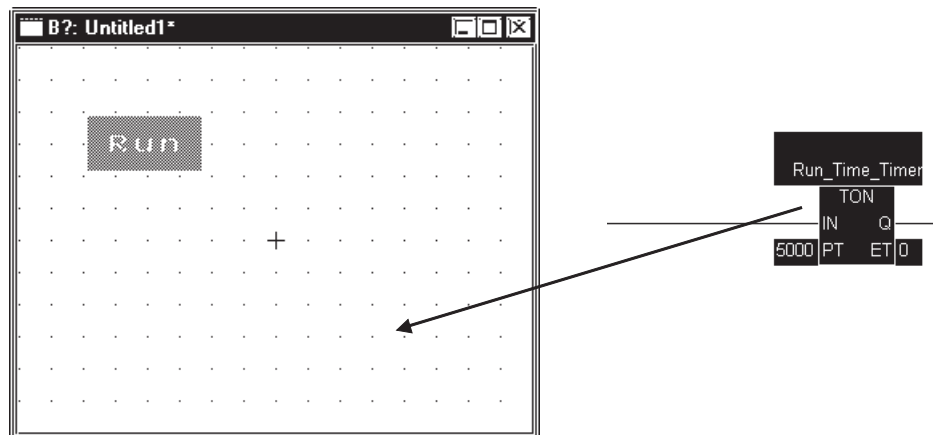 B?: Untitled1*
Run
Run_Time_Timer
TON
IN Q
5000 PT ET 0